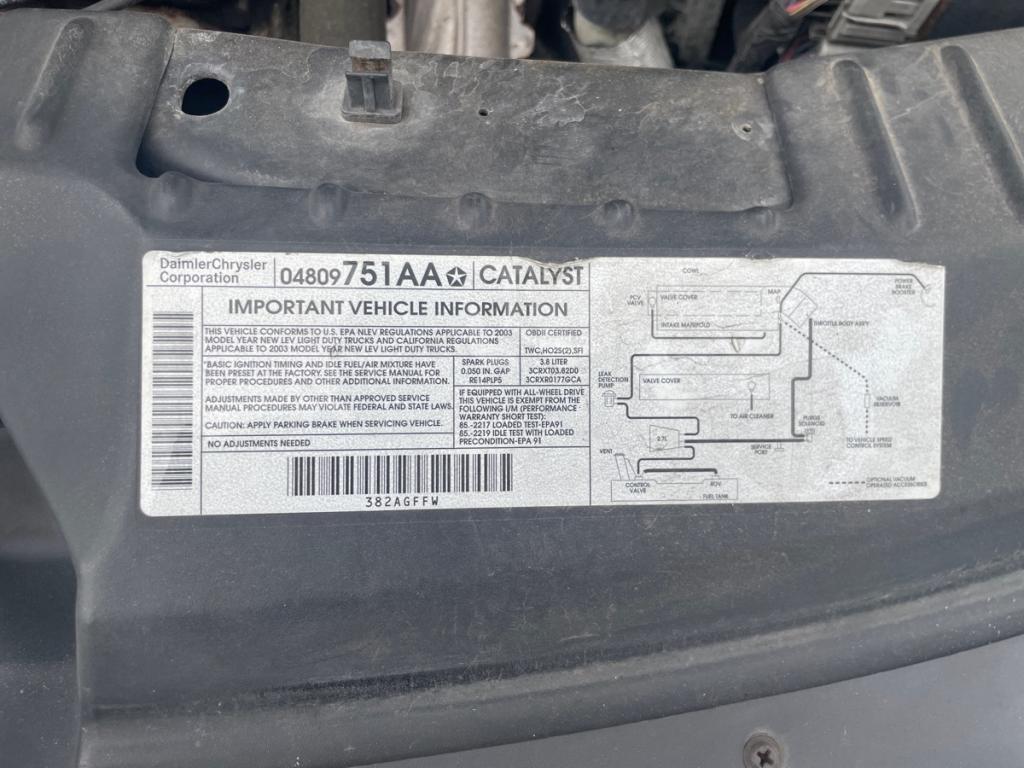 DaimlerChrysler
Corporation
04809751AA
CATALYST
IMPORTANT VEHICLE INFORMATION
THIS VEHICLE CONFORMS TO U.S. EPA NLEV REGULATIONS APPLICABLE TO 2003
MODEL YEAR NEW LEV LIGHT DUTY TRUCKS AND CALIFORNIA REGULATIONS
APPLICABLE TO 2003 MODEL YEAR NEW LEV LIGHT DUTY TRUCKS.
OBDII CERTIFIED
TWC,HO2S(2),SFI
"BASIC IGNITION TIMING AND IDLE FUEL/AIR MIXTURE HAVE
BEEN PRESET AT THE FACTORY. SEE THE SERVICE MANUAL FOR
PROPER PROCEDURES AND OTHER ADDITIONAL INFORMATION.
SPARK PLUGS
0.050 IN. GAP
RE14PLP5
3.8 LITER
3CRXT03.82D0
3CRXR0177GCA
ADJUSTMENTS MADE BY OTHER THAN APPROVED SERVICE
MANUAL PROCEDURES MAY VIOLATE FEDERAL AND STATE LAWS.
CAUTION: APPLY PARKING BRAKE WHEN SERVICING VEHICLE.
NO ADJUSTMENTS NEEDED
IF EQUIPPED WITH ALL-WHEEL DRIVE
THIS VEHICLE IS EXEMPT FROM THE
FOLLOWING I/M (PERFORMANCE
WARRANTY SHORT TEST):
85.-2217 LOADED TEST-EPA91
85.-2219 IDLE TEST WITH LOADED
PRECONDITION-EPA 91
382AGFFW
COWL
PCV
VALVE
VALVE COVER
MAP
POWER
BRAKE
BOOSTER
INTAKE MANIFOLD
THROTTLE BODY ASS'Y
LEAK
DETECTION
PUMP
VALVE COVER
TO AIR CLEANER
VACUUM
RESERVOIR
PURGE
SOLENOID
2.7L
SERVICE
PORT
TO VEHICLE SPEED
CONTROL SYSTEM
VENT
CONTROL
VALVE
ROV
FUEL TANK
OPTIONAL VACUUM
OPERATED ACCESSORIES